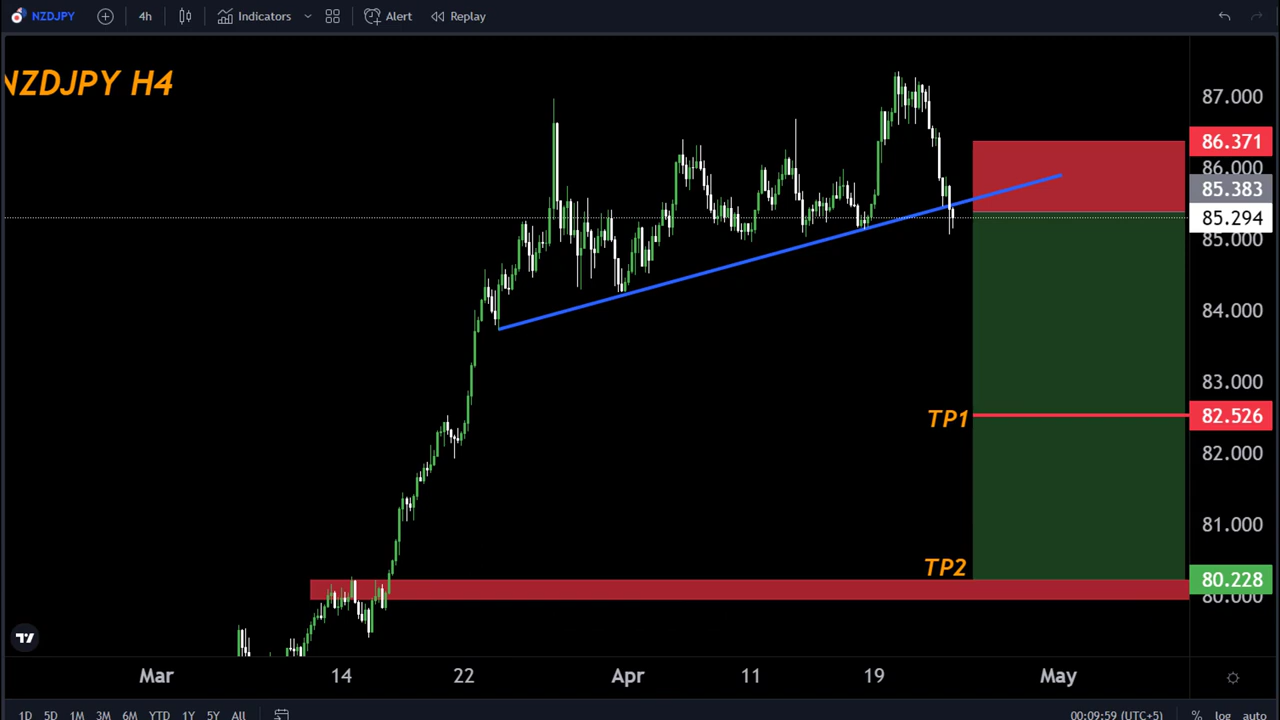 NZDJPY 4h Indicators Alert Replay
NZDJPY H4
87.000
86.371
86.000
85.383
85.294
85.000
84.000
83.000
TP1 82.526
82.000
81.000
TP2
80.228
80.000
Mar 14 22 Apr 11 19 May
1D 5D 1M 3M 6M YTD 1Y 5Y All 00:09:59 (UTC+5) % log auto